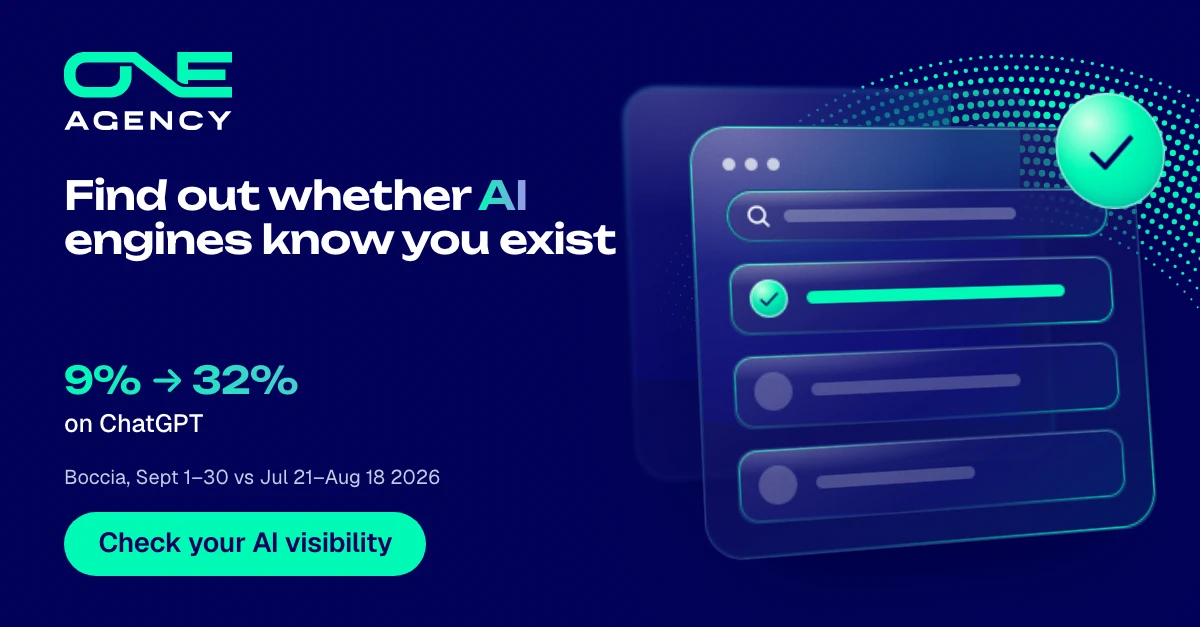 ONE
AGENCY
Find out whether AI
engines know you exist
9% → 32%
on ChatGPT
Boccia, Sept 1–30 vs Jul 21–Aug 18 2026
Check your AI visibility